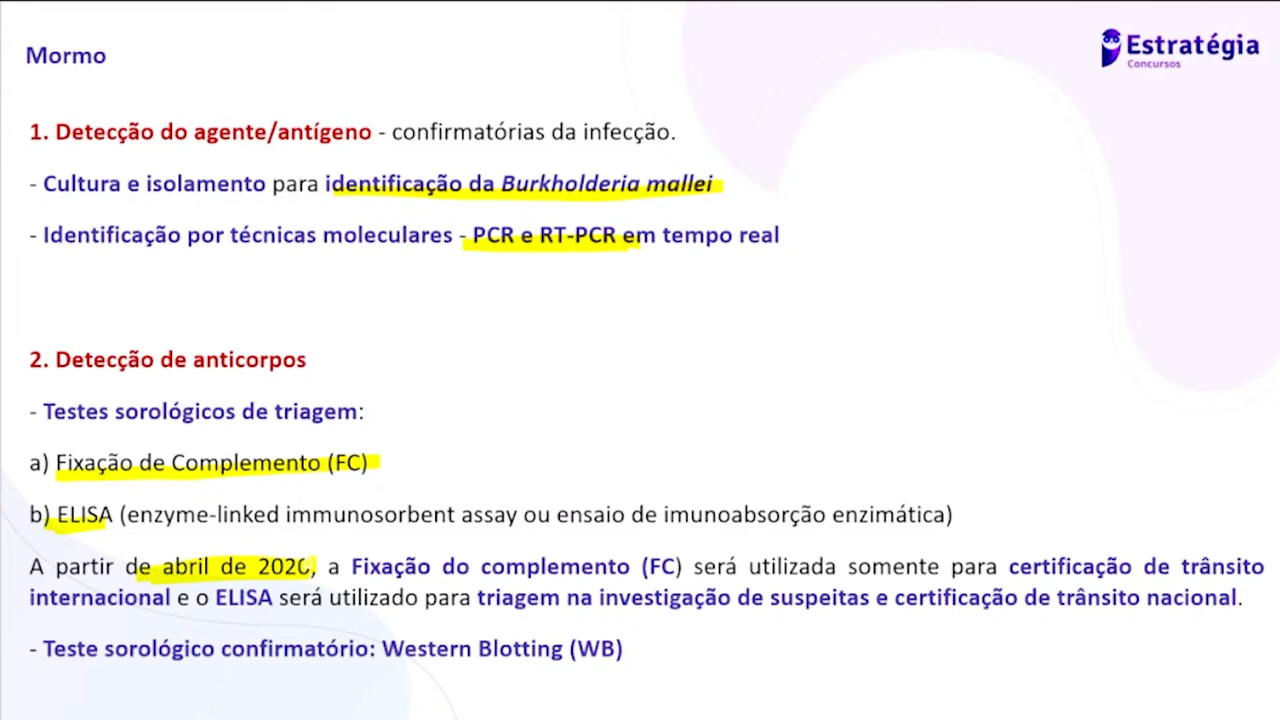 Mormo
Estratégia
Concursos
1. Detecção do agente/antígeno - confirmatórias da infecção.
- Cultura e isolamento para identificação da Burkholderia mallei
- Identificação por técnicas moleculares - PCR e RT-PCR em tempo real
2. Detecção de anticorpos
- Testes sorológicos de triagem:
a) Fixação de Complemento (FC)
b) ELISA (enzyme-linked immunosorbent assay ou ensaio de imunoabsorção enzimática)
A partir de abril de 2020, a Fixação do complemento (FC) será utilizada somente para certificação de trânsito
internacional e o ELISA será utilizado para triagem na investigação de suspeitas e certificação de trânsito nacional.
- Teste sorológico confirmatório: Western Blotting (WB)